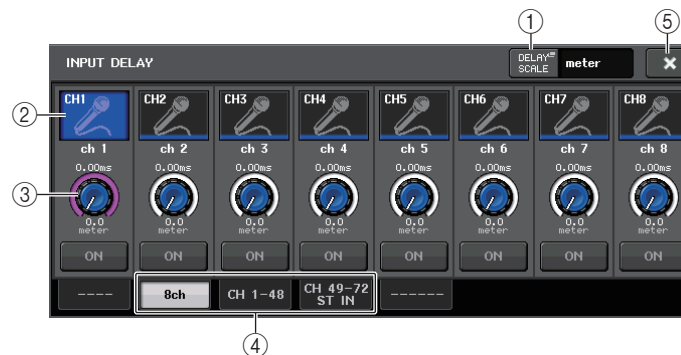 ① ⑤
INPUT DELAY DELAY SCALE meter ×
② CH1 CH2 CH3 CH4 CH5 CH6 CH7 CH8
ch 1 ch 2 ch 3 ch 4 ch 5 ch 6 ch 7 ch 8
0.00ms 0.00ms 0.00ms 0.00ms 0.00ms 0.00ms 0.00ms 0.00ms
③
0.0 0.0 0.0 0.0 0.0 0.0 0.0 0.0
meter meter meter meter meter meter meter meter
ON ON ON ON ON ON ON ON
---- 8ch CH 1-48 CH 49-72 ------
ST IN
④